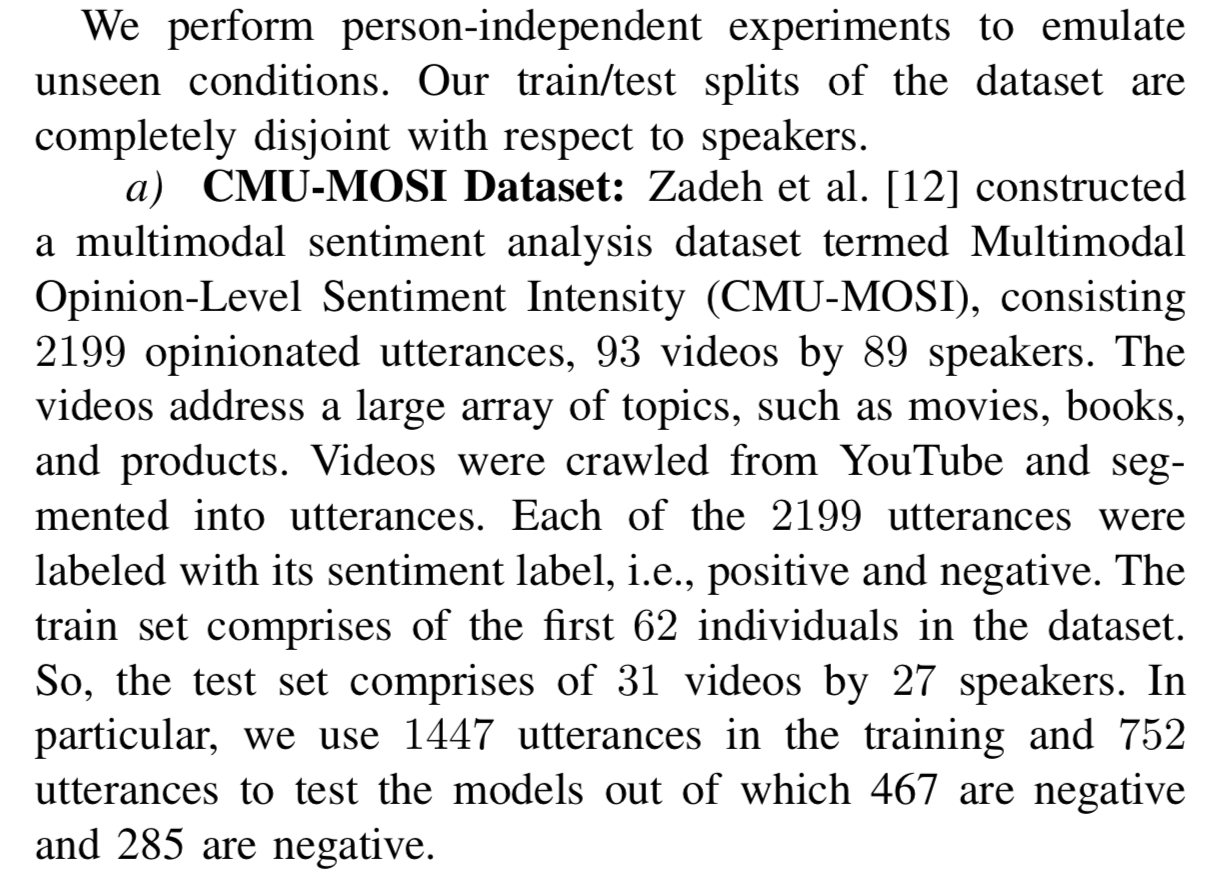 We perform person-independent experiments to emulate
unseen conditions. Our train/test splits of the dataset are
completely disjoint with respect to speakers.
a) CMU-MOSI Dataset: Zadeh et al. [12] constructed
a multimodal sentiment analysis dataset termed Multimodal
Opinion-Level Sentiment Intensity (CMU-MOSI), consisting
2199 opinionated utterances, 93 videos by 89 speakers. The
videos address a large array of topics, such as movies, books,
and products. Videos were crawled from YouTube and seg-
mented into utterances. Each of the 2199 utterances were
labeled with its sentiment label, i.e., positive and negative. The
train set comprises of the first 62 individuals in the dataset.
So, the test set comprises of 31 videos by 27 speakers. In
particular, we use 1447 utterances in the training and 752
utterances to test the models out of which 467 are negative
and 285 are negative.